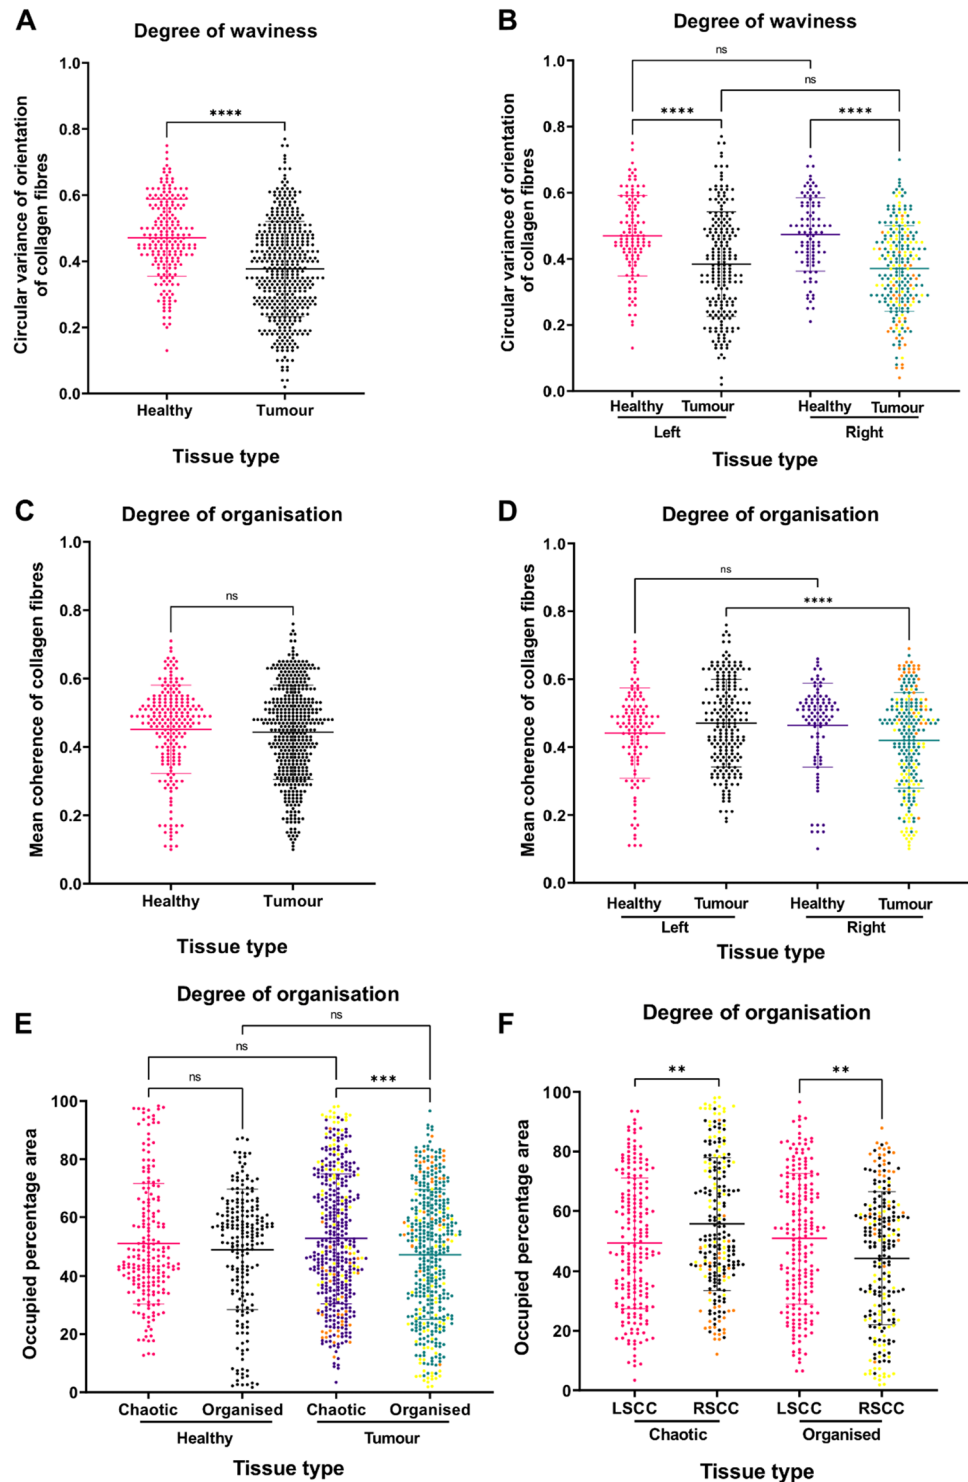 A
Degree of waviness
Circular variance of orientation
of collagen fibres
1.0
0.8
0.6
0.4
0.2
0.0
****
Healthy
Tumour
Tissue type
B
Degree of waviness
Circular variance of orientation
of collagen fibres
1.0
0.8
0.6
0.4
0.2
0.0
ns
ns
****
****
Healthy
Tumour
Healthy
Tumour
Left
Right
Tissue type
C
Degree of organisation
Mean coherence of collagen fibres
1.0
0.8
0.6
0.4
0.2
0.0
ns
Healthy
Tumour
Tissue type
D
Degree of organisation
Mean coherence of collagen fibres
1.0
0.8
0.6
0.4
0.2
0.0
ns
****
Healthy
Tumour
Healthy
Tumour
Left
Right
Tissue type
E
Degree of organisation
Occupied percentage area
100
80
60
40
20
0
ns
ns
ns
***
Chaotic
Organised
Chaotic
Organised
Healthy
Tumour
Tissue type
F
Degree of organisation
Occupied percentage area
100
80
60
40
20
0
**
**
LSCC
RSCC
LSCC
RSCC
Chaotic
Organised
Tissue type